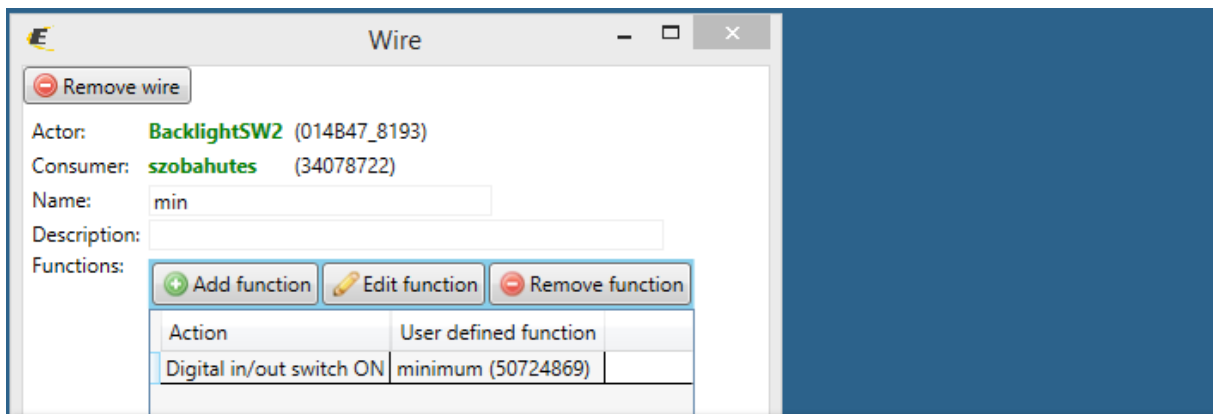 Wire
Remove wire
Actor: BacklightSW2 (014B47_8193)
Consumer: szobahutes (34078722)
Name: min
Description:
Functions:
Add function Edit function Remove function
Action User defined function
Digital in/out switch ON minimum (50724869)